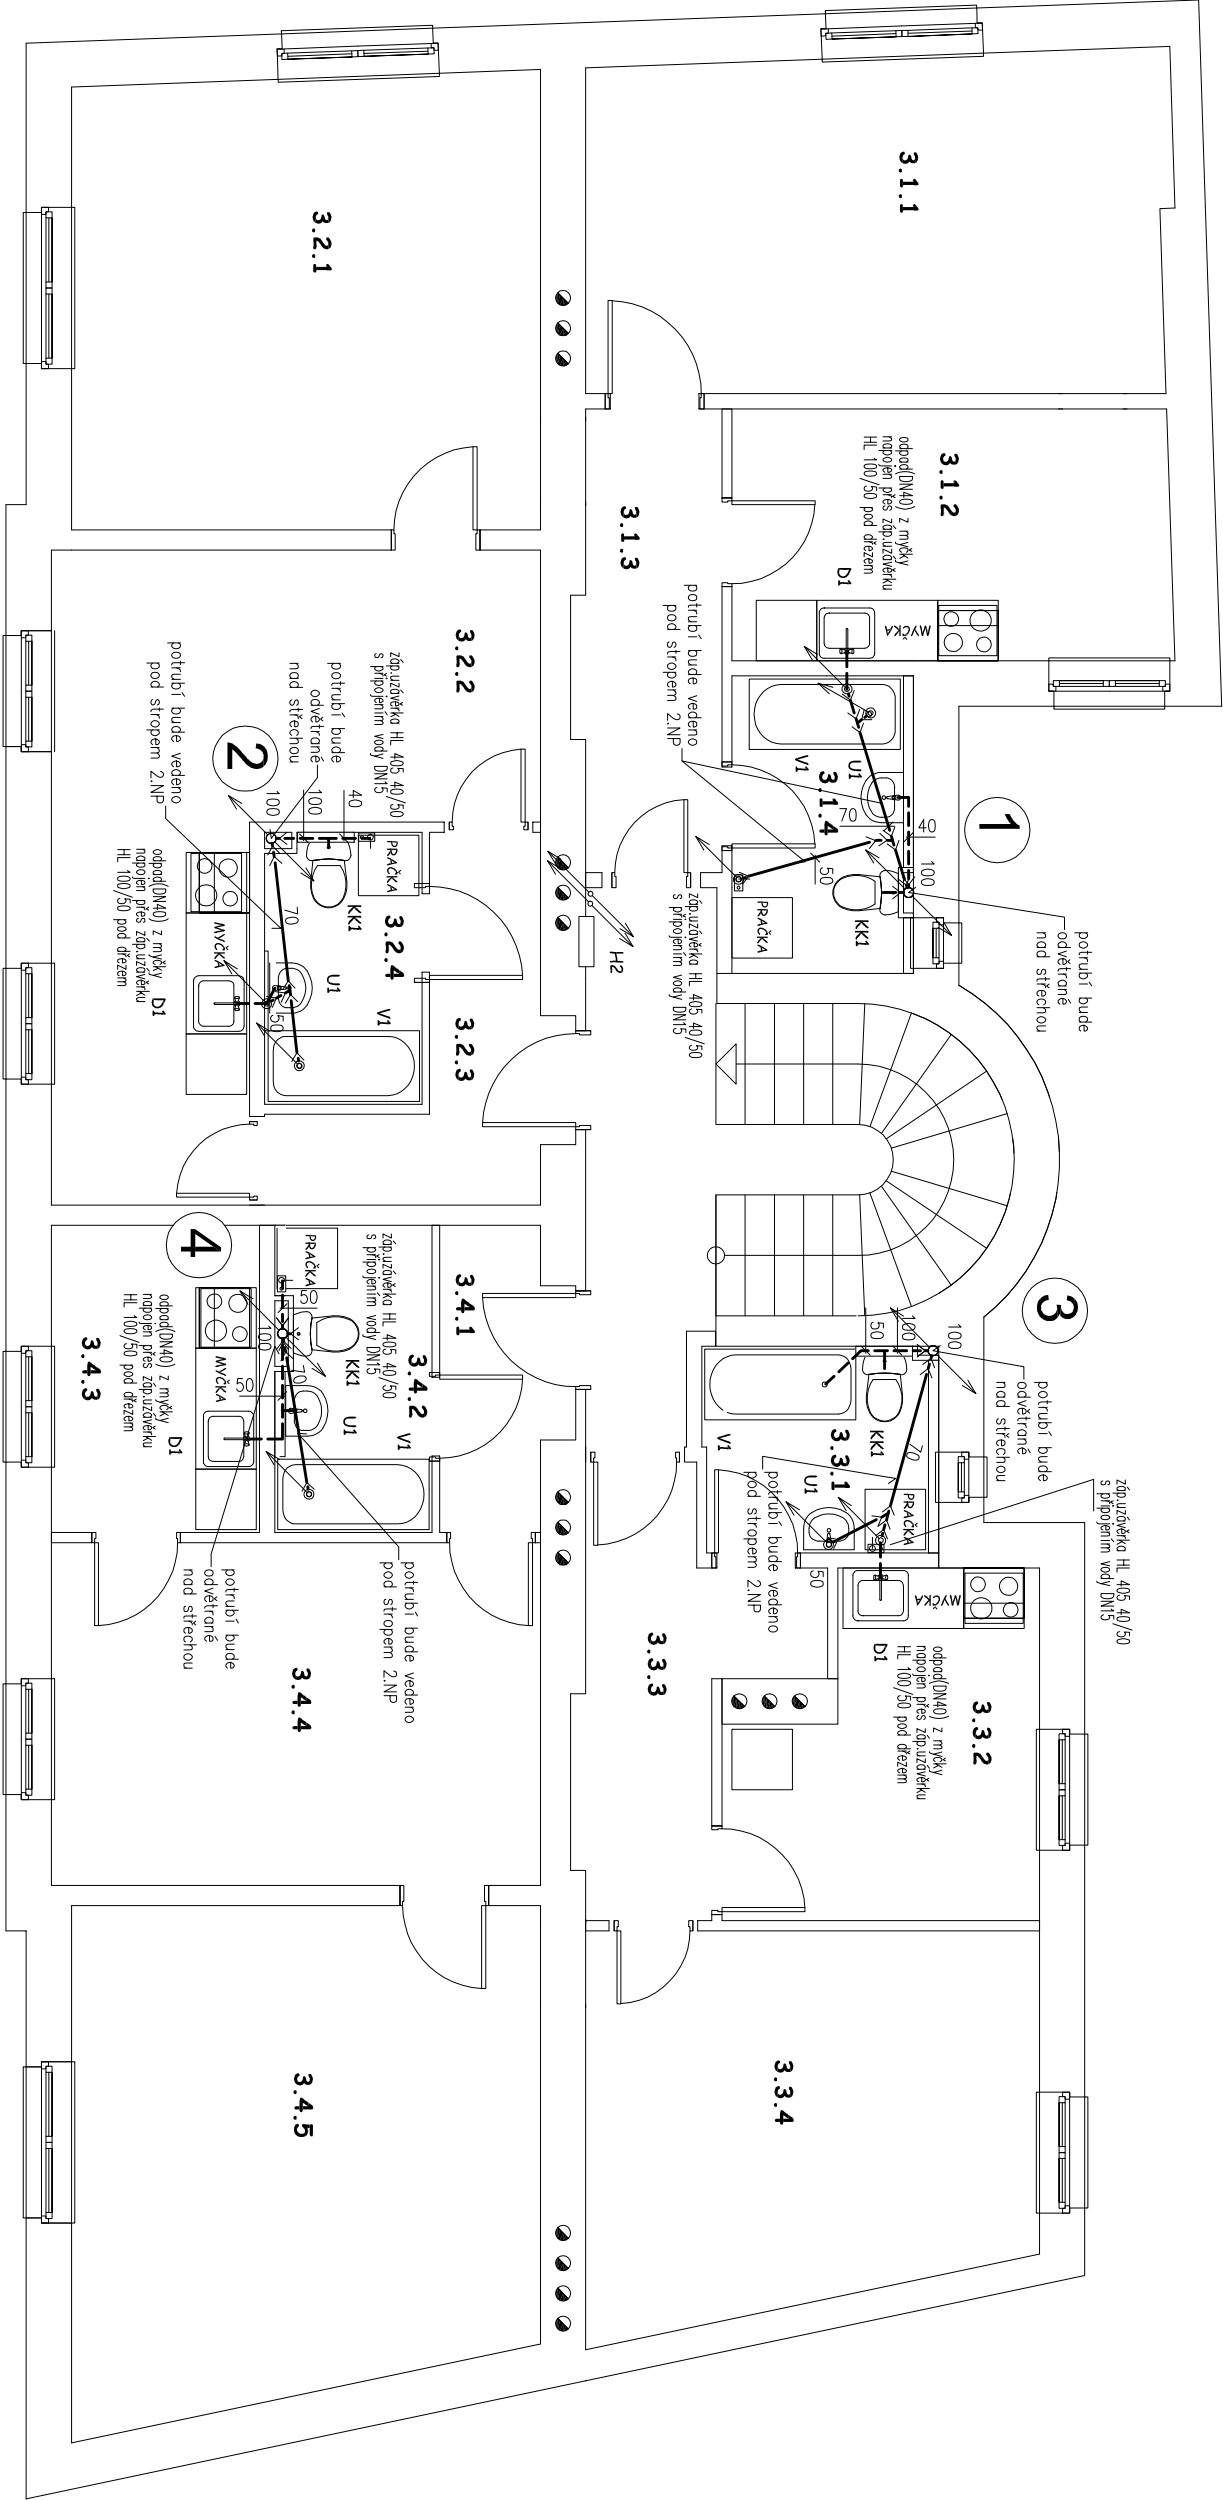 3.1.1
3.1.2
odpad(DN40) z myčky
napojen přes záp.uzávěrku
HL 100/50 pod dřezem
D1
MYČKA
3.1.3
potrubí bude vedeno
pod stropem 2.NP
V1
U1
3.1.4
70
40
100
50
KK1
PRAČKA
1
potrubí bude
odvětrané
nad střechou
záp.uzávěrka HL 405 40/50
s připojením vody DN15
H2
3.2.1
3.2.2
záp.uzávěrka HL 405 40/50
s připojením vody DN15
potrubí bude
odvětrané
nad střechou
2
potrubí bude vedeno
pod stropem 2.NP
100
100
40
PRAČKA
KK1
3.2.4
70
U1
50
V1
3.2.3
MYČKA
D1
odpad(DN40) z myčky
napojen přes záp.uzávěrku
HL 100/50 pod dřezem
3
100
100
50
potrubí bude
odvětrané
nad střechou
KK1
70
V1
3.3.1
U1
PRAČKA
potrubí bude vedeno
pod stropem 2.NP
50
záp.uzávěrka HL 405 40/50
s připojením vody DN15
MYČKA
D1
odpad(DN40) z myčky
napojen přes záp.uzávěrku
HL 100/50 pod dřezem
3.3.2
3.3.3
3.3.4
4
PRAČKA
záp.uzávěrka HL 405 40/50
s připojením vody DN15
3.4.1
50
100
70
50
KK1
3.4.2
U1
V1
MYČKA
D1
odpad(DN40) z myčky
napojen přes záp.uzávěrku
HL 100/50 pod dřezem
3.4.3
potrubí bude
odvětrané
nad střechou
potrubí bude vedeno
pod stropem 2.NP
3.4.4
3.4.5